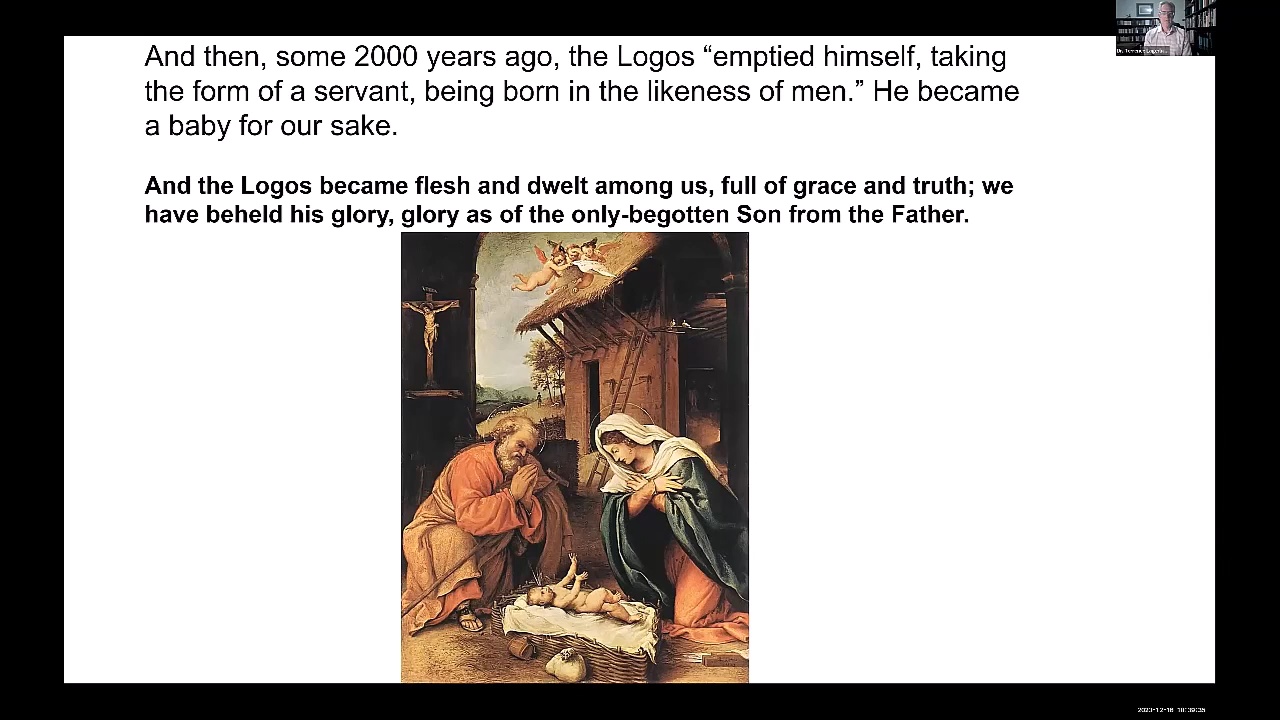 And then, some 2000 years ago, the Logos “emptied himself, taking
the form of a servant, being born in the likeness of men.” He became
a baby for our sake.
And the Logos became flesh and dwelt among us, full of grace and truth; we
have beheld his glory, glory as of the only-begotten Son from the Father.
Dr. Terrence